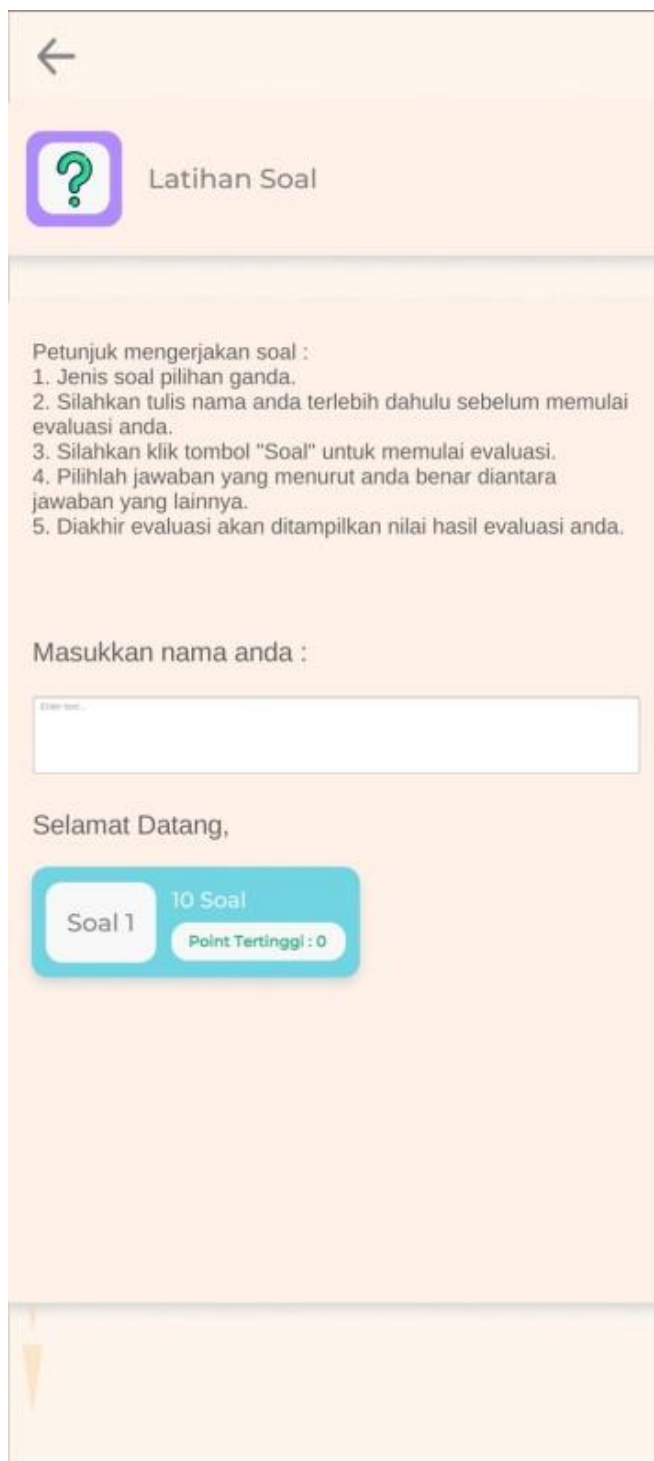 Latihan Soal
Petunjuk mengerjakan soal :
1. Jenis soal pilihan ganda.
2. Silahkan tulis nama anda terlebih dahulu sebelum memulai
evaluasi anda.
3. Silahkan klik tombol "Soal" untuk memulai evaluasi.
4. Pilihlah jawaban yang menurut anda benar diantara
jawaban yang lainnya.
5. Diakhir evaluasi akan ditampilkan nilai hasil evaluasi anda.
Masukkan nama anda :
Enter text...
Selamat Datang,
Soal 1
10 Soal
Point Tertinggi : 0